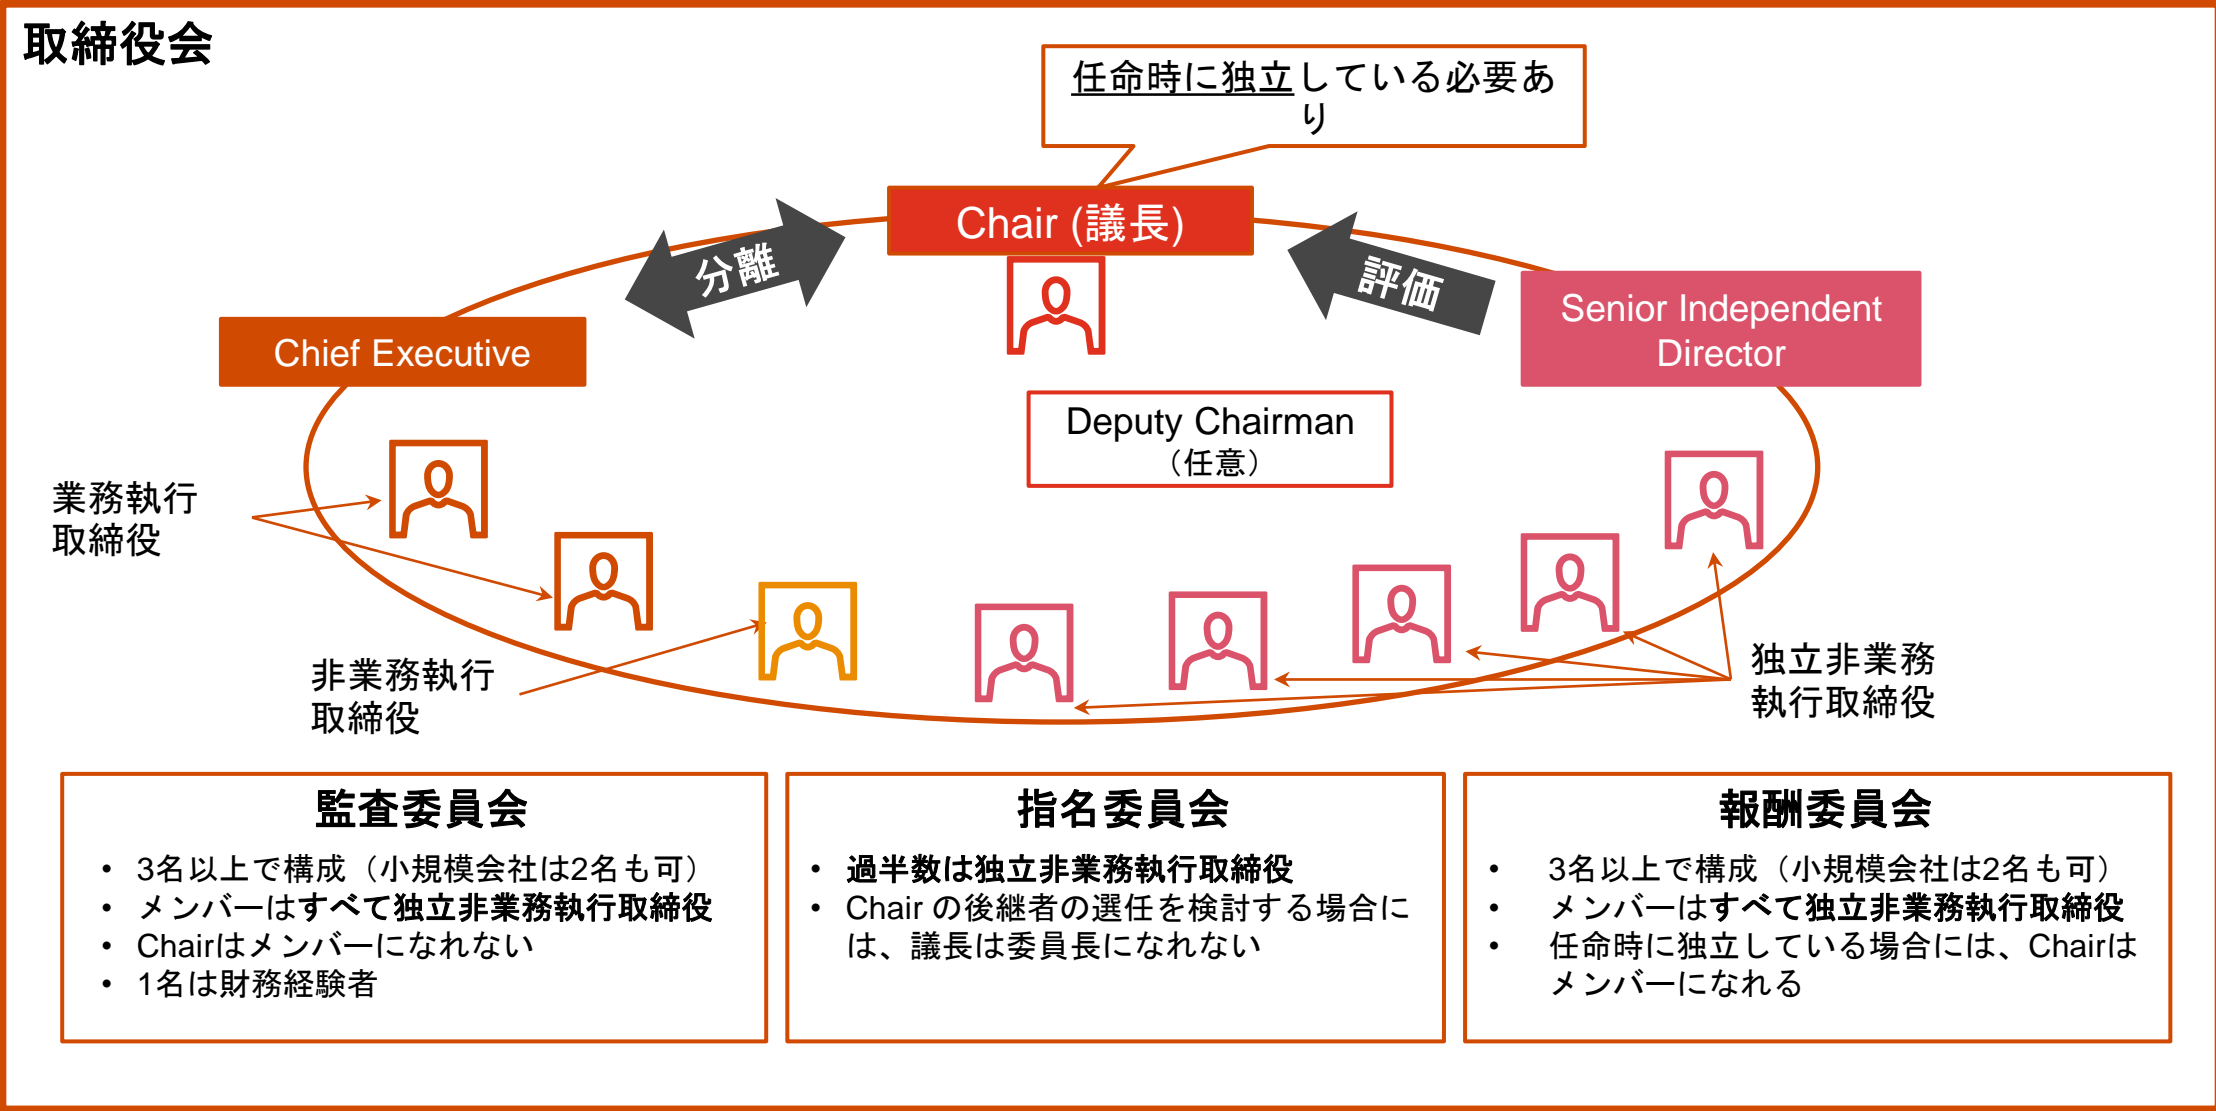 取締役会
任命時に独立している必要あ
り
Chair (議長)
分離
評価
Senior Independent
Director
Chief Executive
Deputy Chairman
（任意）
業務執行
取締役
非業務執行
取締役
独立非業務
執行取締役
監査委員会
• 3名以上で構成（小規模会社は2名も可）
• メンバーはすべて独立非業務執行取締役
• Chairはメンバーになれない
• 1名は財務経験者
指名委員会
• 過半数は独立非業務執行取締役
• Chair の後継者の選任を検討する場合に
は、議長は委員長になれない
報酬委員会
• 3名以上で構成（小規模会社は2名も可）
• メンバーはすべて独立非業務執行取締役
• 任命時に独立している場合には、Chairは
メンバーになれる